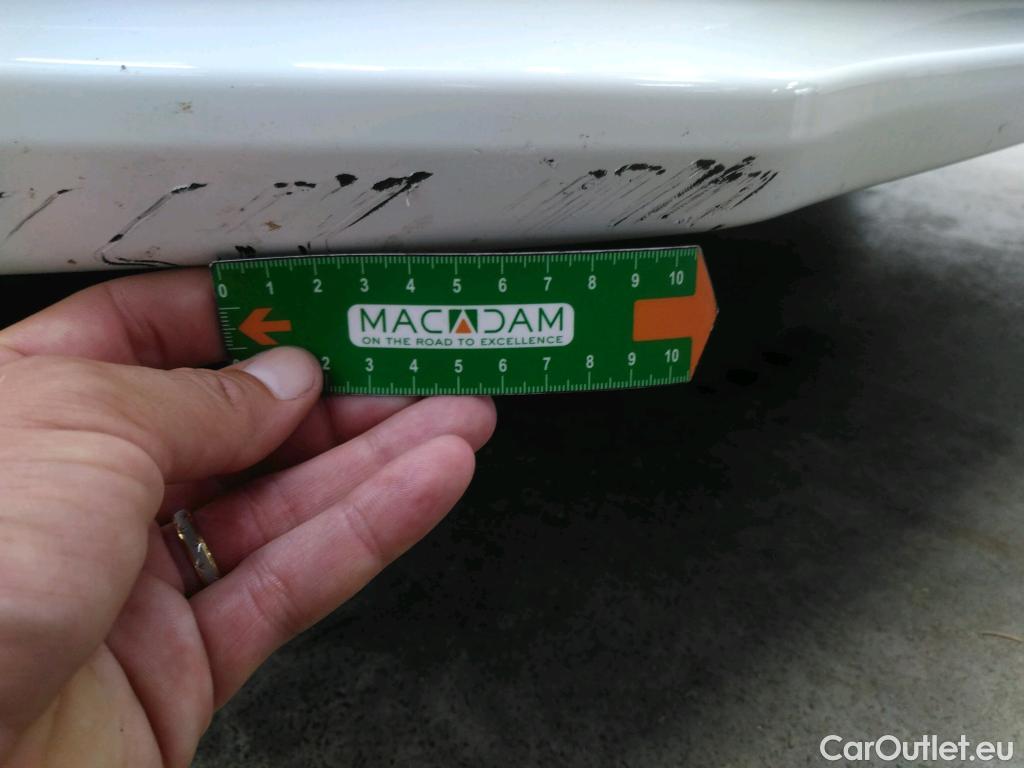 0 1 2 3 4 5 6 7 8 9 10
MACADAM
ON THE ROAD TO EXCELLENCE
2 3 4 5 6 7 8 9 10
CarOutlet.eu